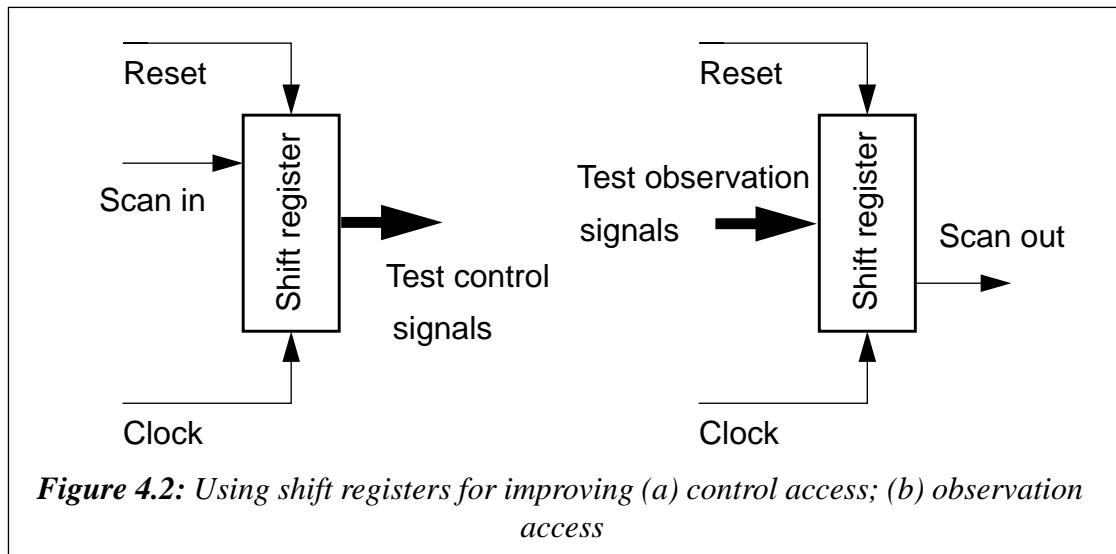 Reset
Scan in
Shift register
Test control
signals
Clock
Reset
Test observation
signals
Shift register
Scan out
Clock
Figure 4.2: Using shift registers for improving (a) control access; (b) observation
access